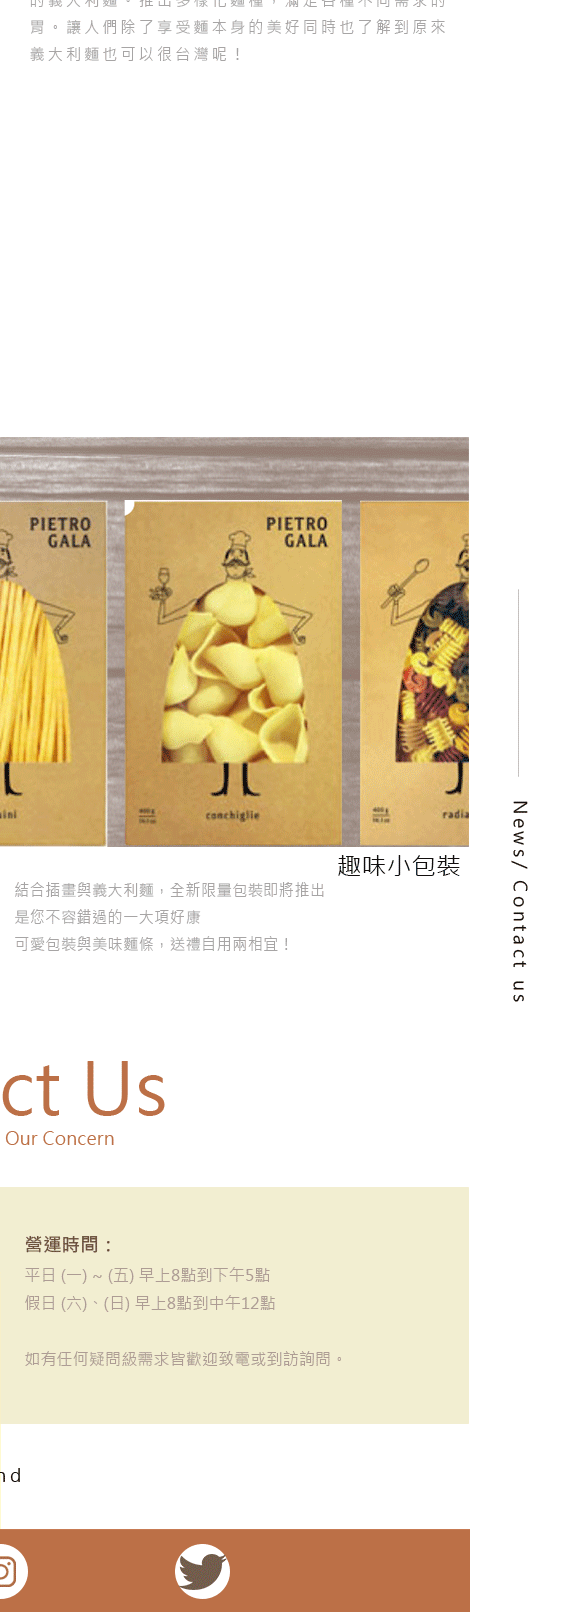 的義大利麵。推出多樣化麵種，滿足各種不同需求的
胃。讓人們除了享受麵本身的美好同時也了解到原來
義大利麵也可以很台灣呢！
PIETRO
GALA
PIETRO
GALA
400 g
conchiglie
400 g
radia
趣味小包裝
結合插畫與義大利麵，全新限量包裝即將推出
是您不容錯過的一大項好康
可愛包裝與美味麵條，送禮自用兩相宜！
News/ Contact us
ct Us
Our Concern
營運時間：
平日 (一) ~ (五) 早上8點到下午5點
假日 (六)、(日) 早上8點到中午12點
如有任何疑問級需求皆歡迎致電或到訪詢問。
nd